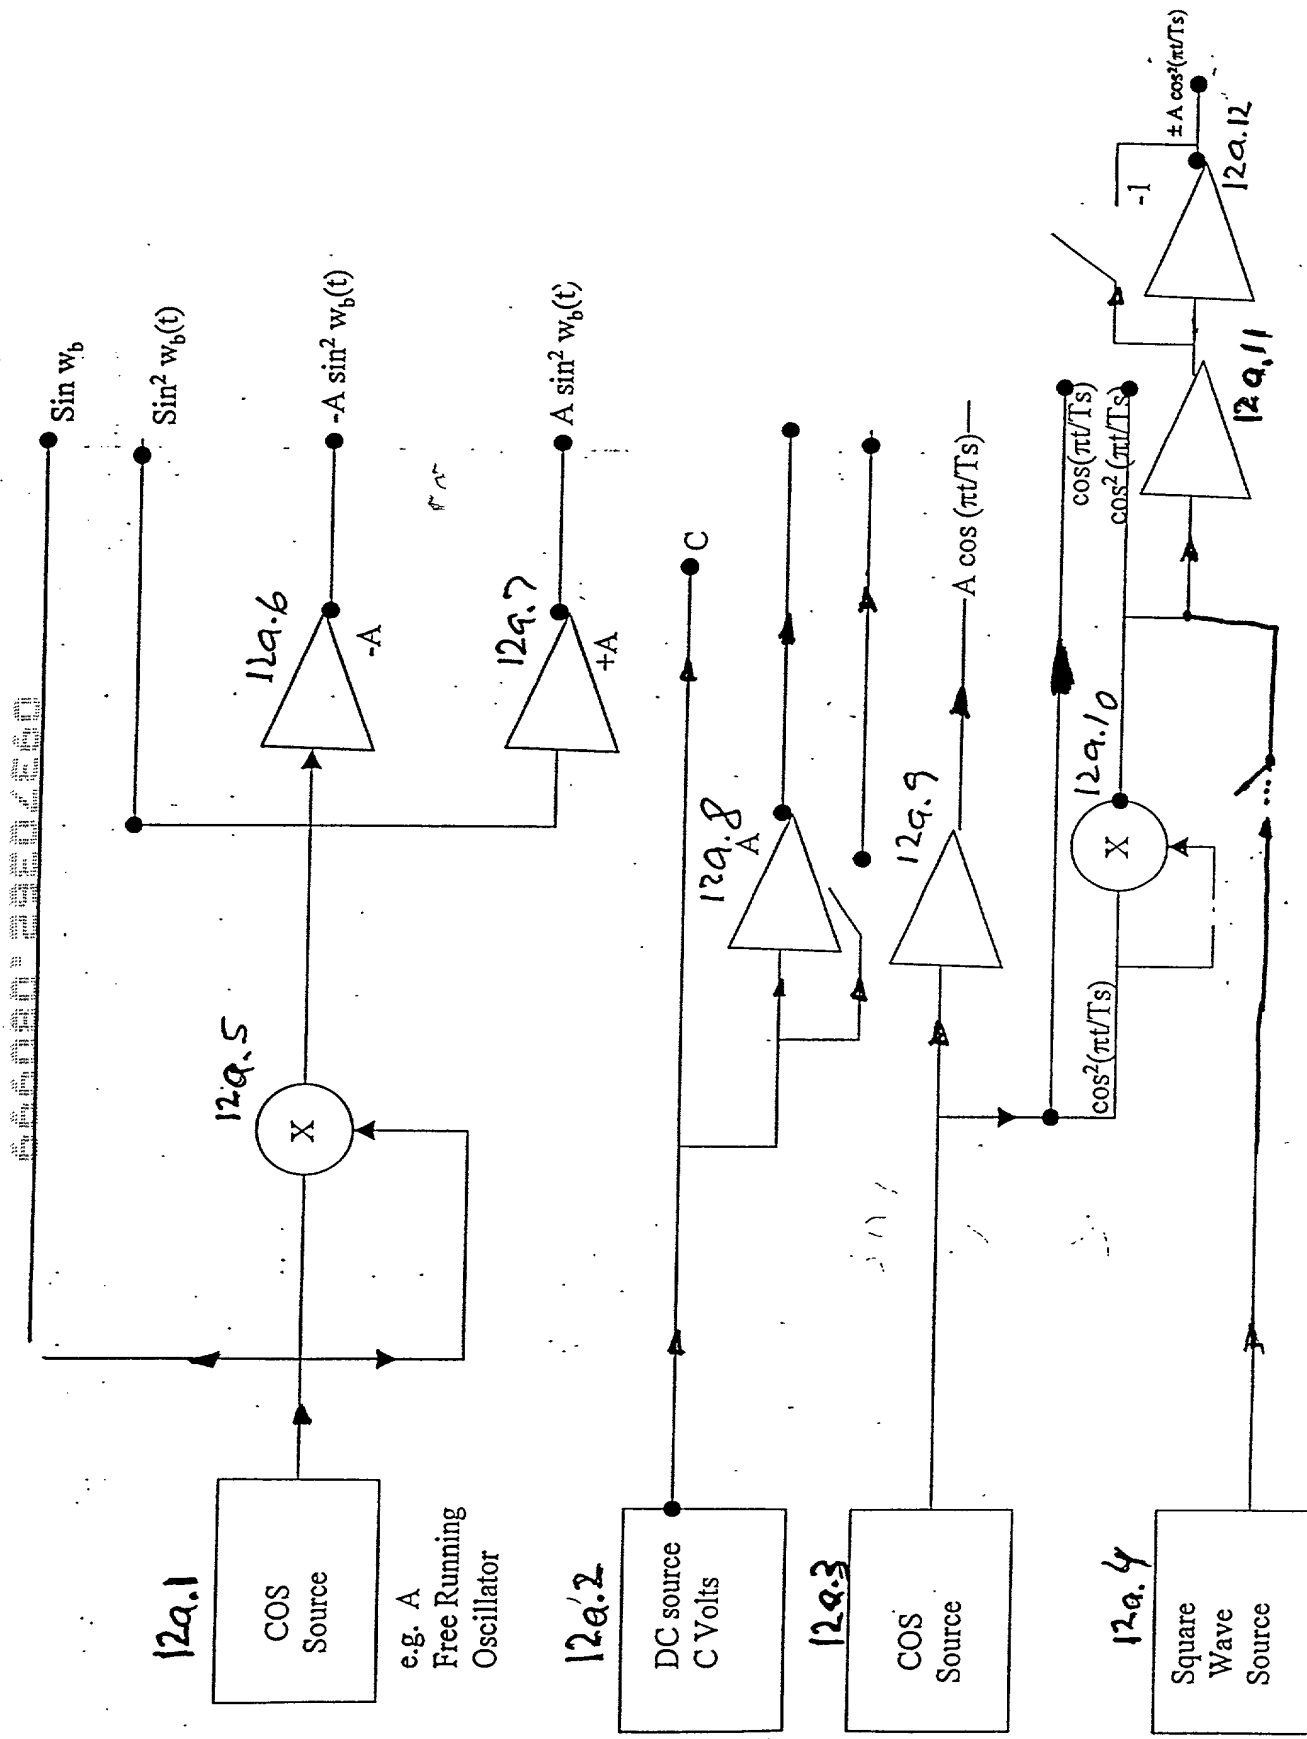 Sin w_b
Sin² w_b(t)
12a.6
-A
-A sin² w_b(t)
12a.7
+A
A sin² w_b(t)
12a.5
X
12a.1
COS
Source
e.g. A
Free Running
Oscillator
12a.2
DC source
C Volts
C
12a.8
A
12a.3
COS
Source
12a.9
A cos (πt/Ts)
cos(πt/Ts)
cos²(πt/Ts)
cos²(πt/Ts)
12a.10
X
12a.11
-1
12a.12
± A cos²(πt/Ts)
12a.4
Square
Wave
Source